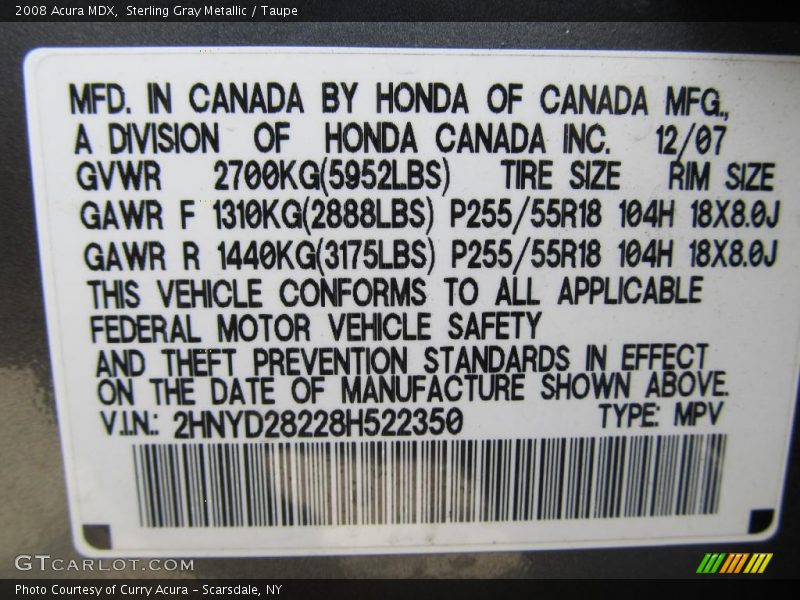 2008 Acura MDX,  Sterling Gray Metallic / Taupe
MFD. IN CANADA BY HONDA OF CANADA MFG.,
A DIVISION OF HONDA CANADA INC. 12/07
GVWR 2700KG(5952LBS) TIRE SIZE RIM SIZE
GAWR F 1310KG(2888LBS) P255/55R18 104H 18X8.0J
GAWR R 1440KG(3175LBS) P255/55R18 104H 18X8.0J
THIS VEHICLE CONFORMS TO ALL APPLICABLE
FEDERAL MOTOR VEHICLE SAFETY
AND THEFT PREVENTION STANDARDS IN EFFECT
ON THE DATE OF MANUFACTURE SHOWN ABOVE.
V.I.N.: 2HNYD28228H522350 TYPE: MPV
GTCARLOT.COM
Photo Courtesy of Curry Acura - Scarsdale, NY